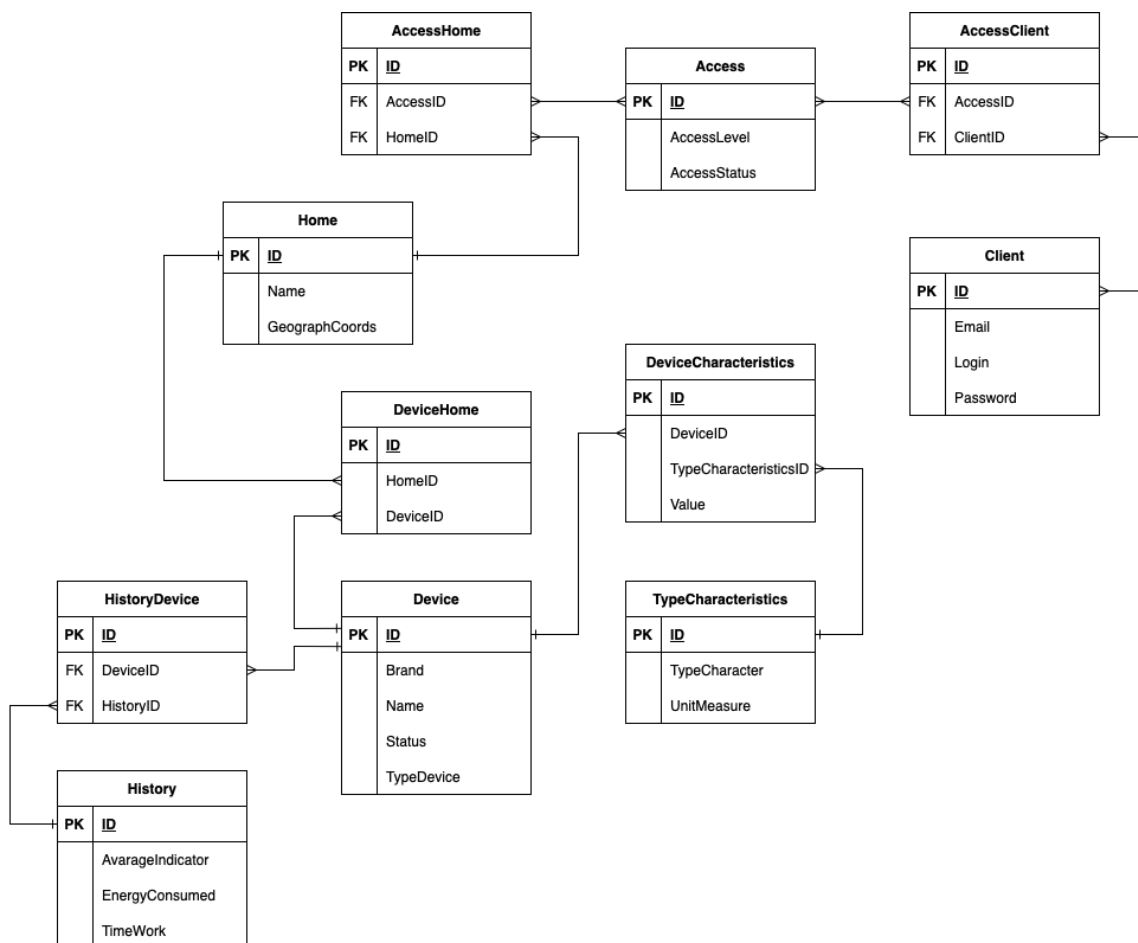 AccessHome
PK ID
FK AccessID
FK HomeID
Access
PK ID
AccessLevel
AccessStatus
AccessClient
PK ID
FK AccessID
FK ClientID
Home
PK ID
Name
GeographCoords
Client
PK ID
Email
Login
Password
DeviceCharacteristics
PK ID
DeviceID
TypeCharacteristicsID
Value
DeviceHome
PK ID
HomeID
DeviceID
HistoryDevice
PK ID
FK DeviceID
FK HistoryID
Device
PK ID
Brand
Name
Status
TypeDevice
TypeCharacteristics
PK ID
TypeCharacter
UnitMeasure
History
PK ID
AvarageIndicator
EnergyConsumed
TimeWork